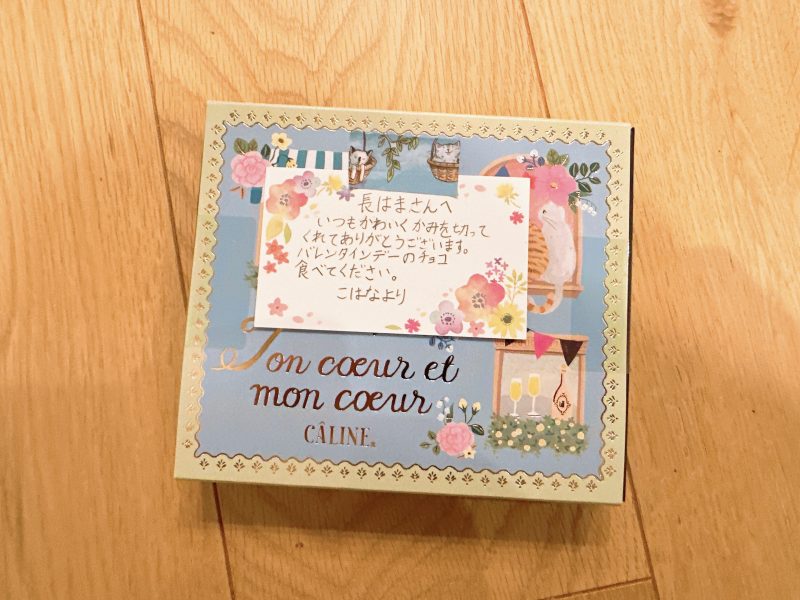 長はまさんへ
いつもかわいくかみを切って
くれてありがとうございます。
バレンタインデーのチョコ
食べてください。
こはなより
Ton cœur et
mon cœur
CÂLINE